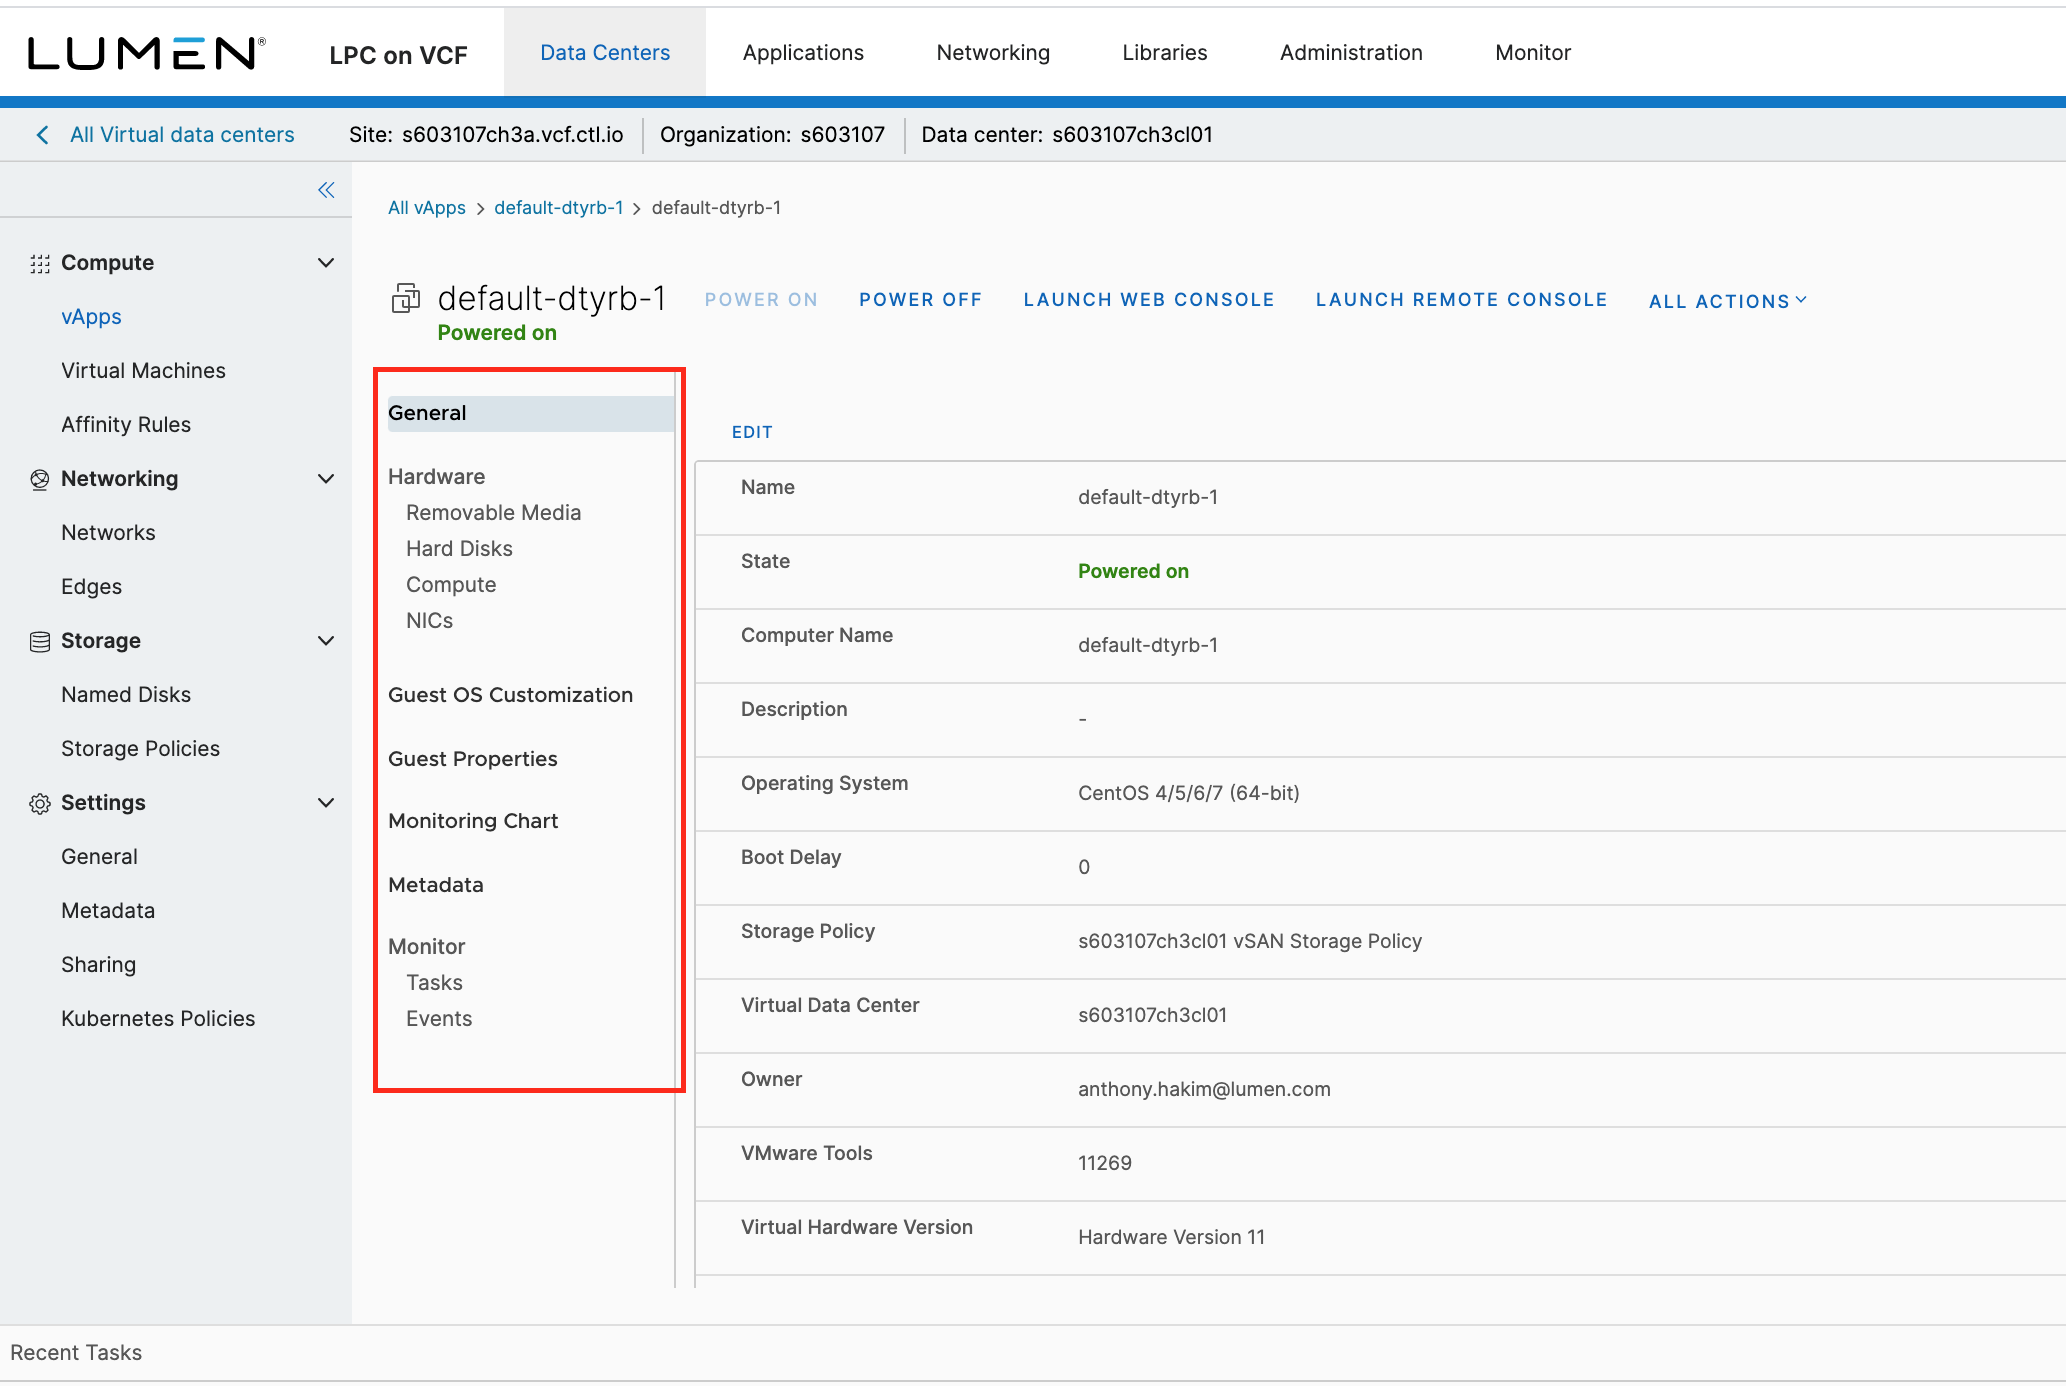 LUMEN®
LPC on VCF
Data Centers
Applications
Networking
Libraries
Administration
Monitor
All Virtual data centers
Site: s603107ch3a.vcf.ctl.io
Organization: s603107
Data center: s603107ch3cl01
Compute
vApps
Virtual Machines
Affinity Rules
Networking
Networks
Edges
Storage
Named Disks
Storage Policies
Settings
General
Metadata
Sharing
Kubernetes Policies
All vApps > default-dtyrb-1 > default-dtyrb-1
default-dtyrb-1
Powered on
POWER ON
POWER OFF
LAUNCH WEB CONSOLE
LAUNCH REMOTE CONSOLE
ALL ACTIONS
General
Hardware
Removable Media
Hard Disks
Compute
NICs
Guest OS Customization
Guest Properties
Monitoring Chart
Metadata
Monitor
Tasks
Events
EDIT
Name default-dtyrb-1
State Powered on
Computer Name default-dtyrb-1
Description -
Operating System CentOS 4/5/6/7 (64-bit)
Boot Delay 0
Storage Policy s603107ch3cl01 vSAN Storage Policy
Virtual Data Center s603107ch3cl01
Owner anthony.hakim@lumen.com
VMware Tools 11269
Virtual Hardware Version Hardware Version 11
Recent Tasks